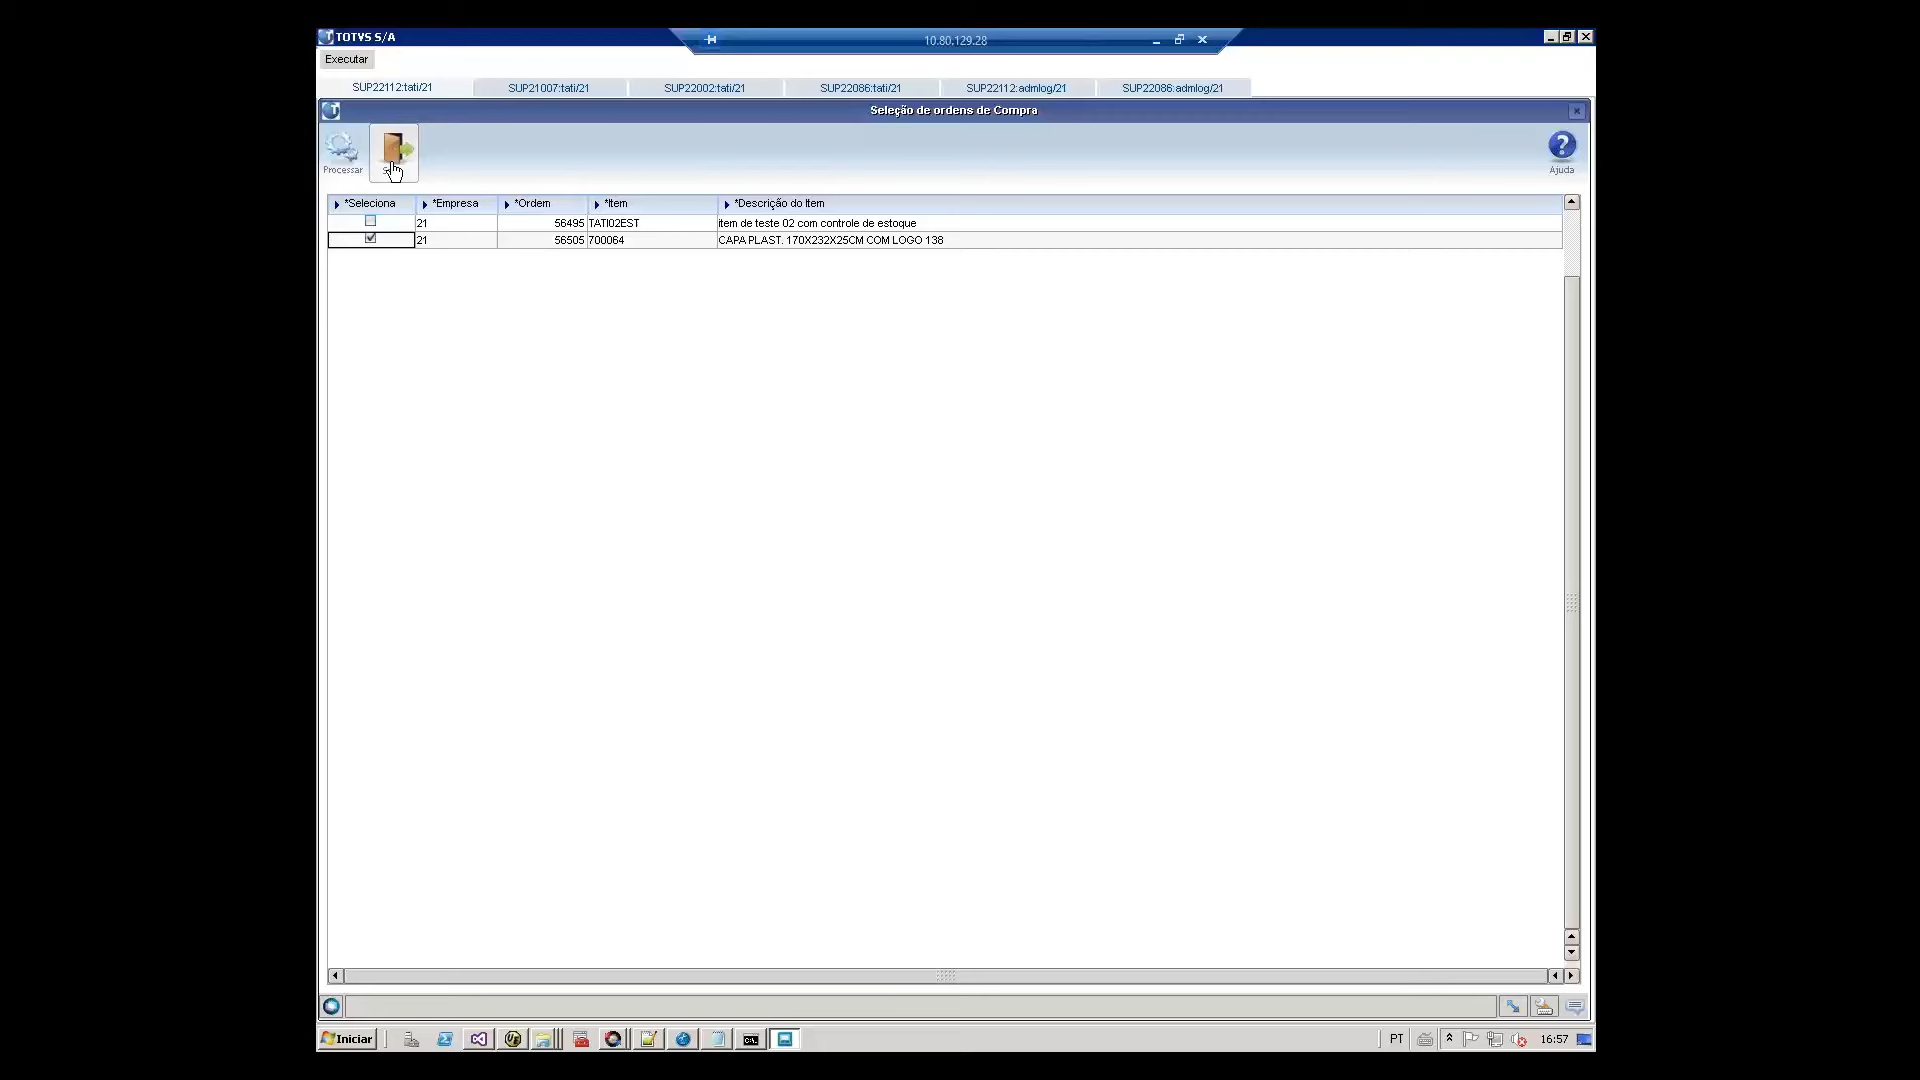 TOTVS S/A
10.80.129.28
Executar
SUP22112:tati/21 SUP21007:tati/21 SUP22002:tati/21 SUP22086:tati/21 SUP22112:admlog/21 SUP22086:admlog/21
Seleção de ordens de Compra
Processar Ajuda
*Seleciona *Empresa *Ordem *Item *Descrição do Item
21 56495 TATI02EST item de teste 02 com controle de estoque
21 56505 700064 CAPA PLAST. 170X232X25CM COM LOGO 138
Iniciar PT 16:57